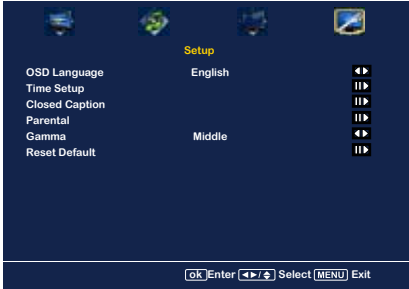 Setup
OSD Language English
Time Setup
Closed Caption
Parental
Gamma Middle
Reset Default
ok Enter ◄►/♦ Select MENU Exit